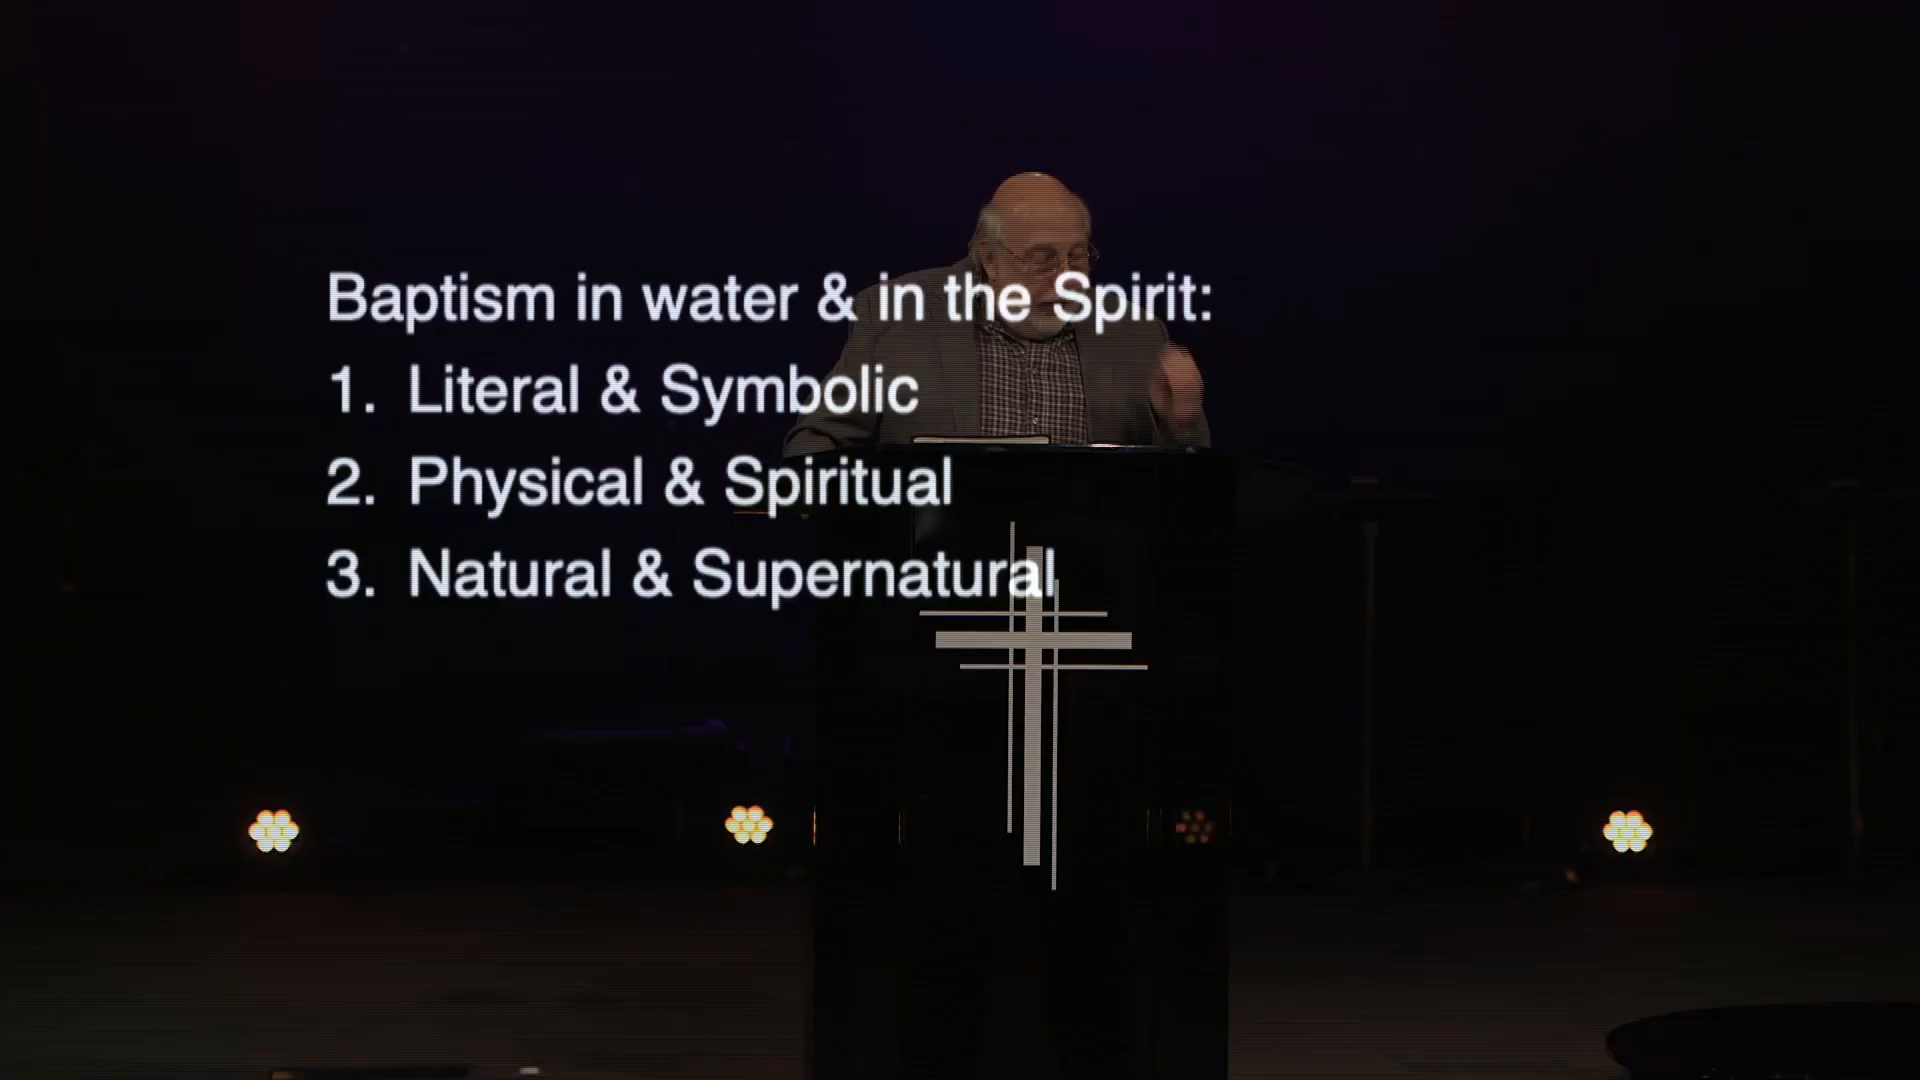 Baptism in water & in the Spirit:
1. Literal & Symbolic
2. Physical & Spiritual
3. Natural & Supernatural